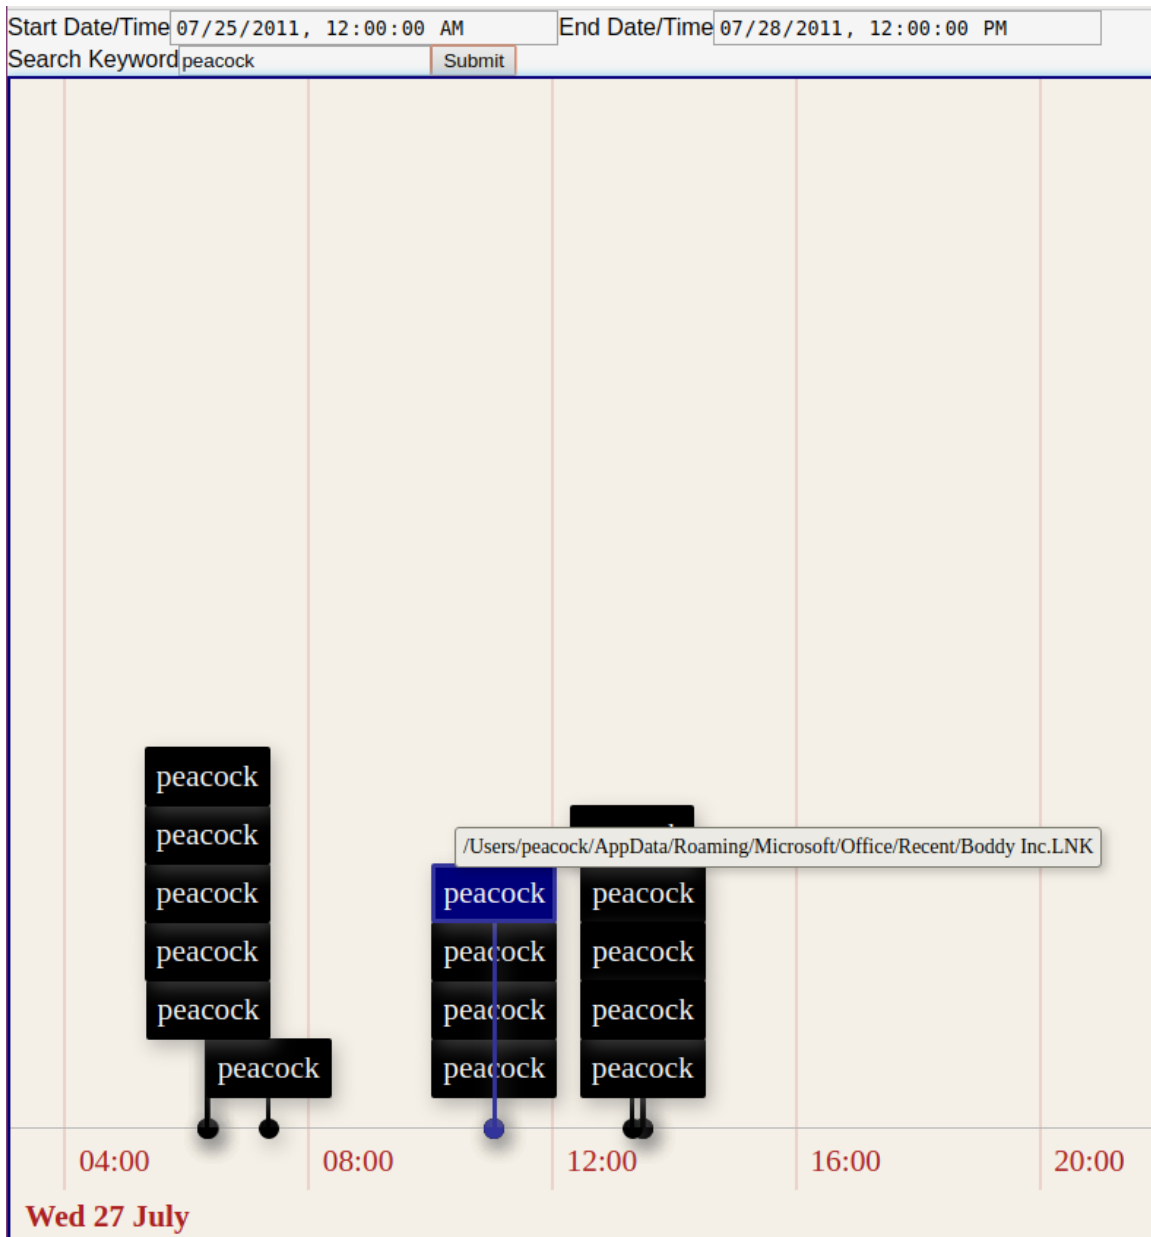 Start Date/Time 07/25/2011, 12:00:00 AM End Date/Time 07/28/2011, 12:00:00 PM
Search Keyword peacock Submit
peacock
peacock
/Users/peacock/AppData/Roaming/Microsoft/Office/Recent/Boddy Inc.LNK
peacock peacock peacock
peacock peacock peacock
peacock peacock peacock
peacock peacock peacock
04:00 08:00 12:00 16:00 20:00
Wed 27 July